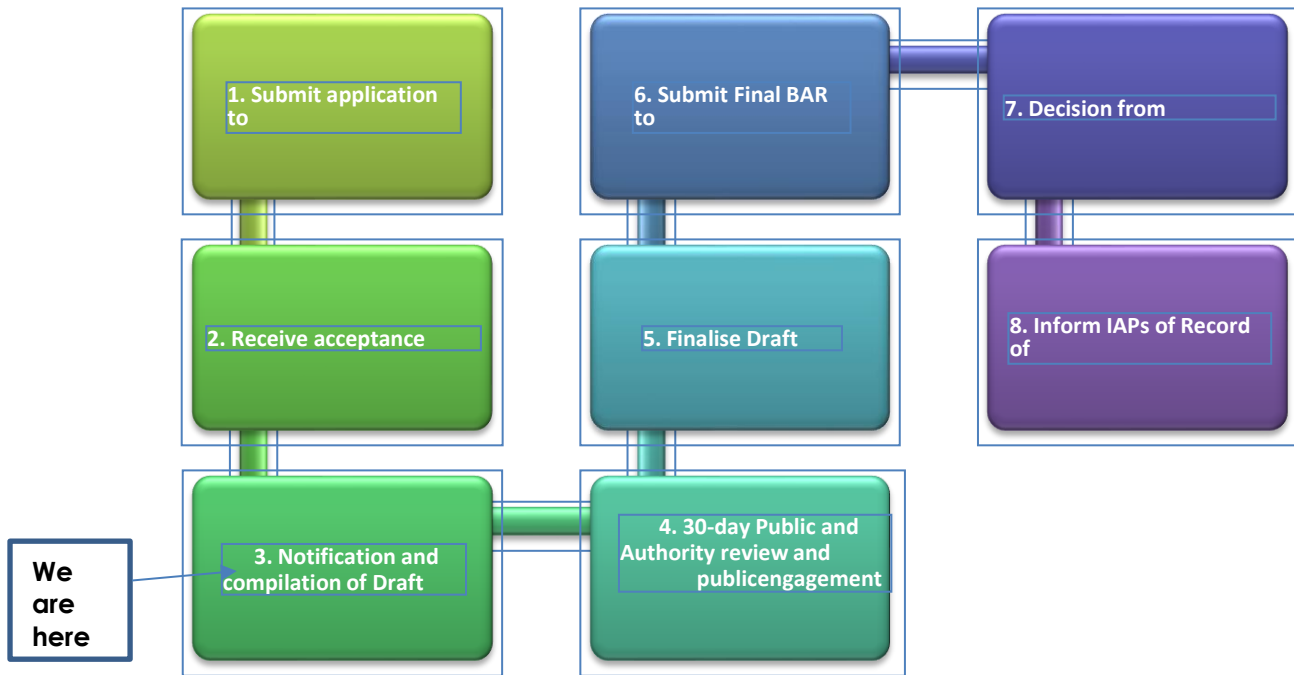 1. Submit application
to
2. Receive acceptance
3. Notification and
compilation of Draft
4. 30-day Public and
Authority review and
publicengagement
5. Finalise Draft
6. Submit Final BAR
to
7. Decision from
8. Inform IAPs of Record
of
We
are
here